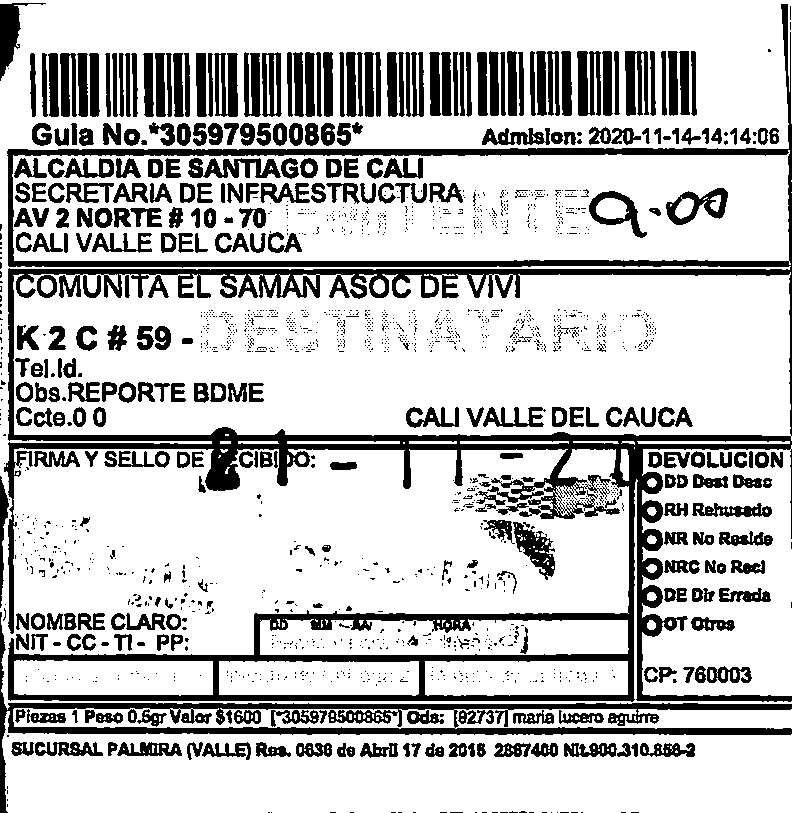 Guia No.*305979500865* Admision: 2020-11-14-14:14:06
ALCALDIA DE SANTIAGO DE CALI
SECRETARIA DE INFRAESTRUCTURA
AV 2 NORTE # 10 - 70
CALI VALLE DEL CAUCA
9-00
COMUNITA EL SAMAN ASOC DE VIVI
DESTINATARIO
K 2 C # 59 -
Tel.Id.
Obs.REPORTE BDME
Ccte.0 0 CALI VALLE DEL CAUCA
21-11-20
FIRMA Y SELLO DE RECIBIDO:
DEVOLUCION
DD Dest Desc
RH Rehusado
NR No Reside
NRC No Recl
DE Dir Errada
OT Otros
NOMBRE CLARO:
NIT - CC - TI - PP:
DD MM AA HORA
CP: 760003
Piezas 1 Peso 0.5gr Valor $1600 [*305979500865*] Ods: [92737] maria lucero aguirre
SUCURSAL PALMIRA (VALLE) Res. 0636 de Abril 17 de 2015 2887400 Nit.900.310.856-2